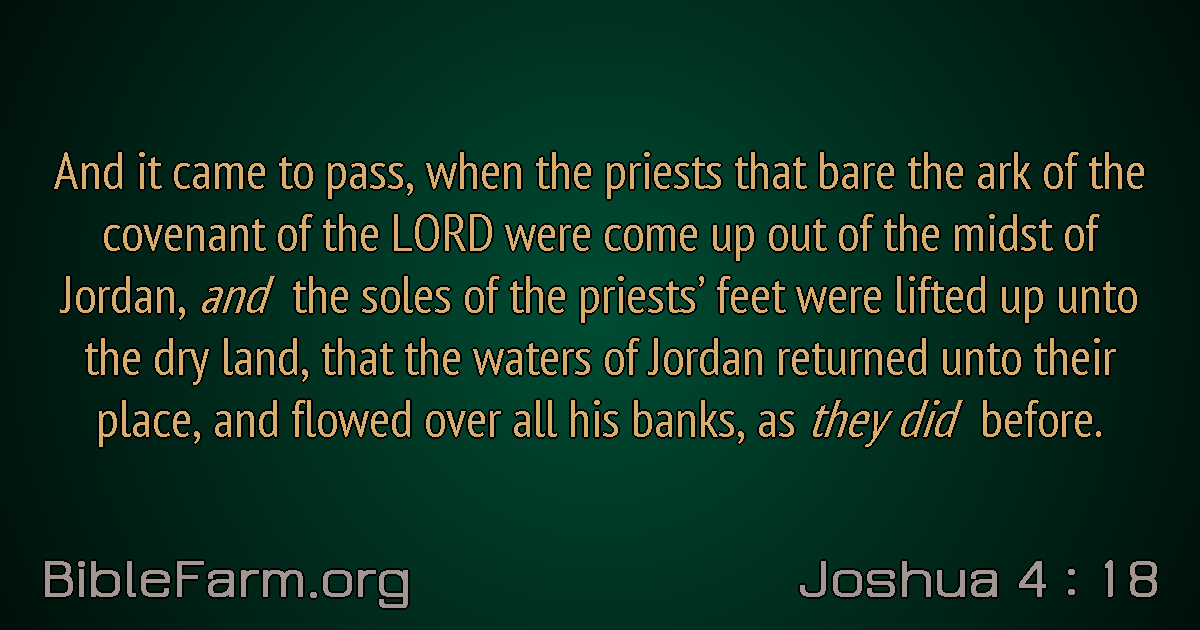 And it came to pass, when the priests that bare the ark of the
covenant of the LORD were come up out of the midst of
Jordan, and the soles of the priests’ feet were lifted up unto
the dry land, that the waters of Jordan returned unto their
place, and flowed over all his banks, as they did before.
BibleFarm.org
Joshua 4 : 18